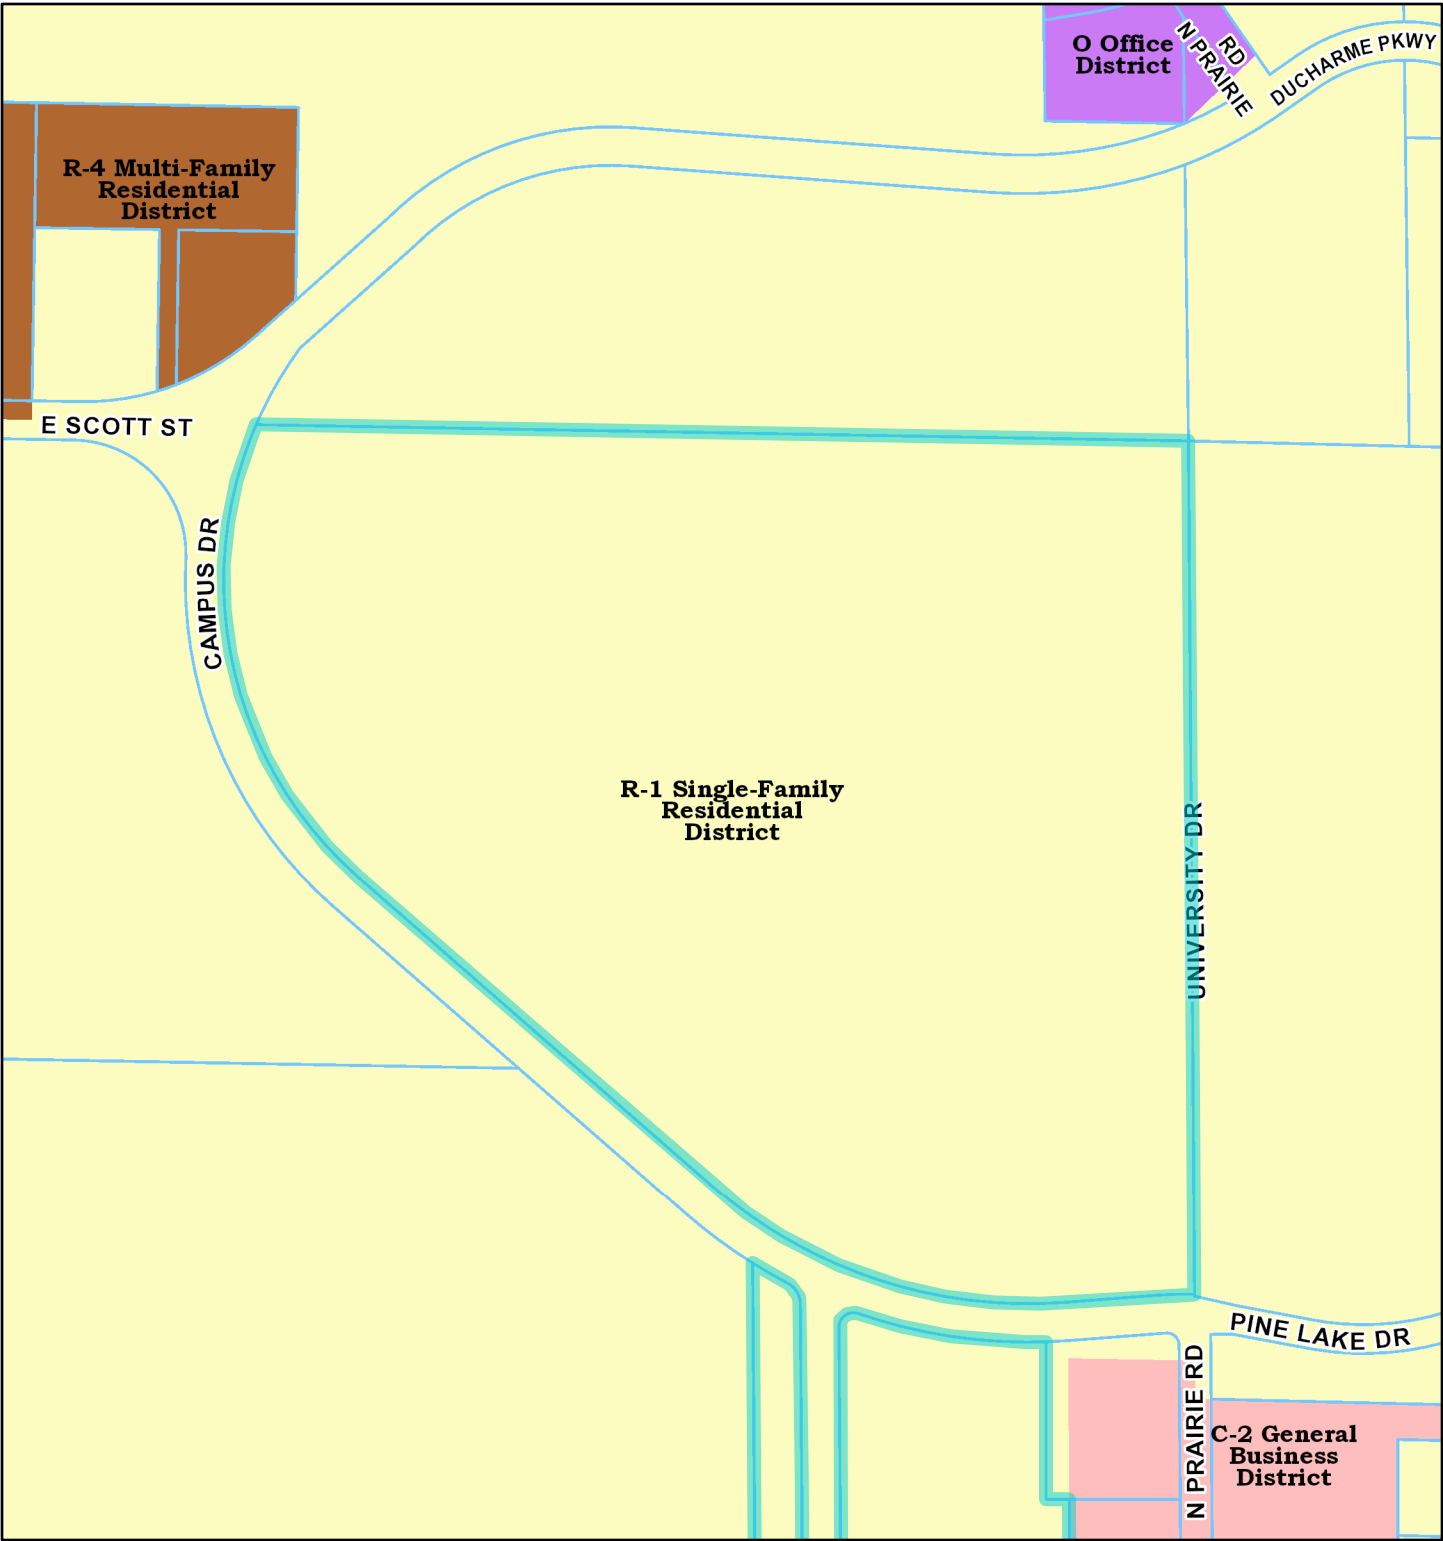 O Office
District
N PRAIRIE
RD
DUCHARME PKWY
R-4 Multi-Family
Residential
District
E SCOTT ST
CAMPUS DR
R-1 Single-Family
Residential
District
UNIVERSITY DR
PINE LAKE DR
N PRAIRIE RD
C-2 General
Business
District